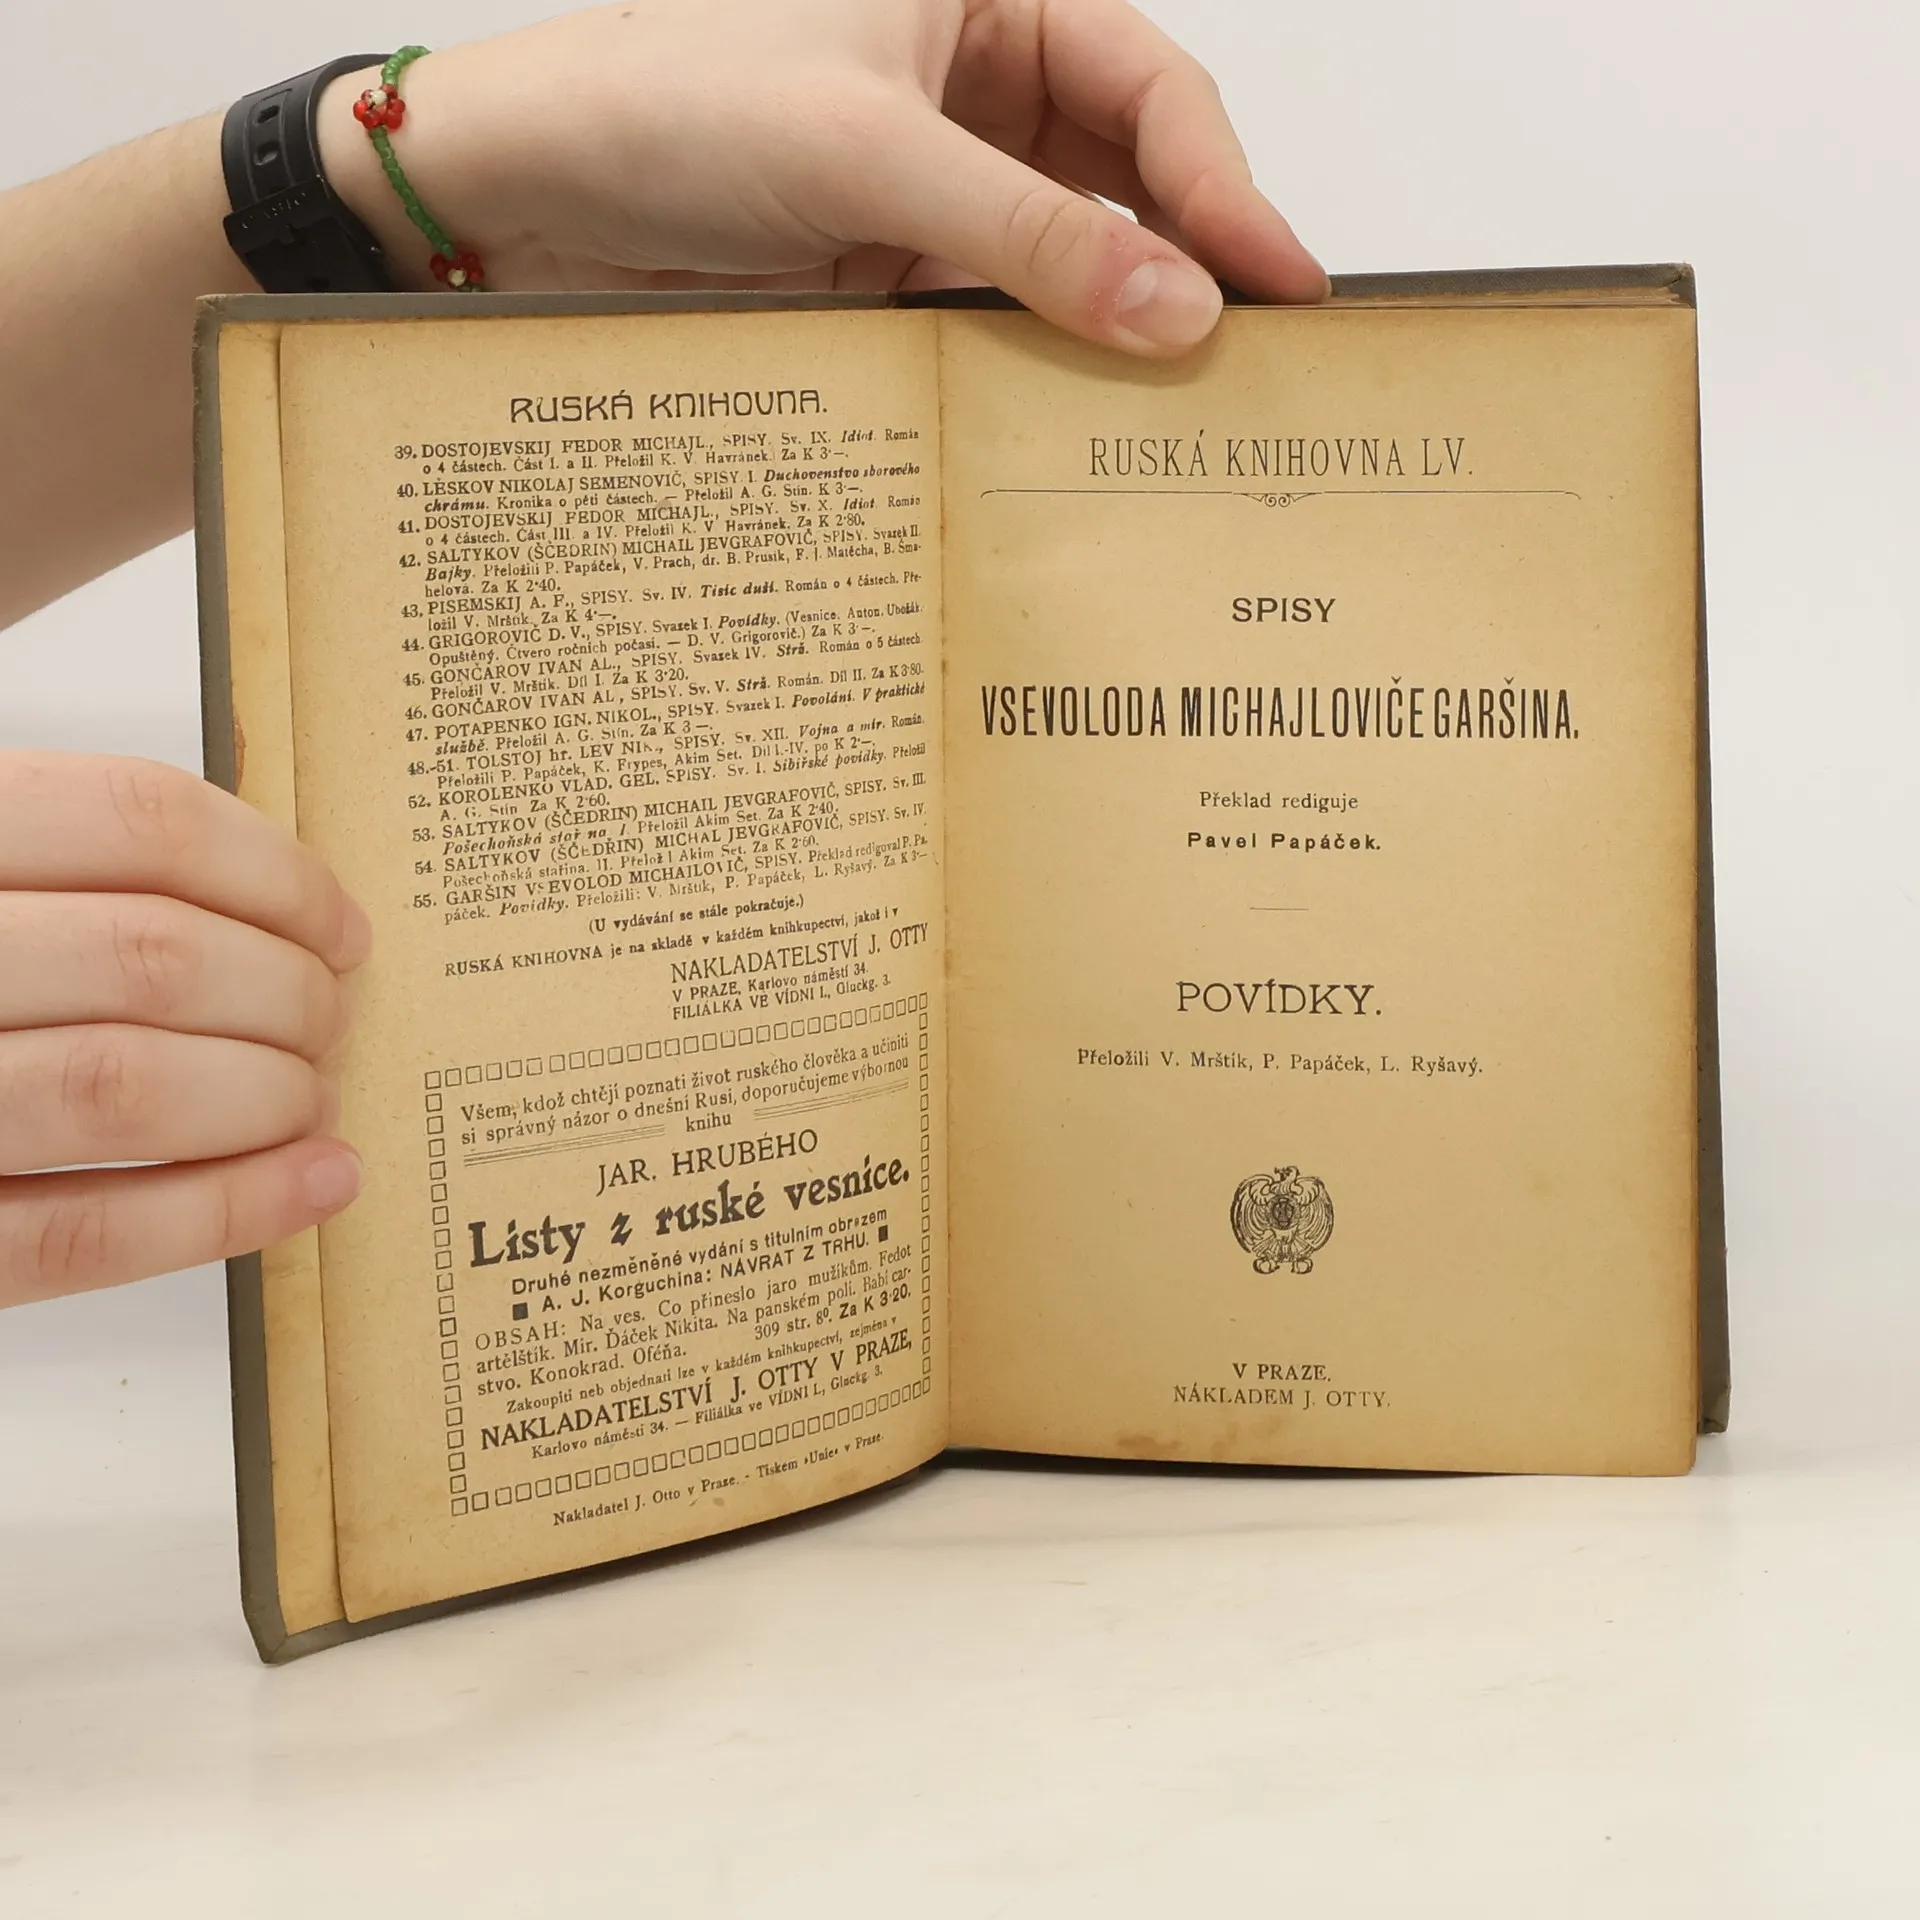 RUSKÁ KNIHOVNA.
39. DOSTOJEVSKIJ FEDOR MICHAJL., SPISY. Sv. IX. Idiot. Román
o 4 částech. Část I. a II. Přeložil K. V. Havránek. Za K 3·—.
40. LĚSKOV NIKOLAJ SEMENOVIČ, SPISY I. Duchovenstvo sborového
chrámu. Kronika o pěti částech. — Přeložil A. G. Stín. K 3·—.
41. DOSTOJEVSKIJ FEDOR MICHAJL., SPISY. Sv. X. Idiot. Román
o 4 částech. Část III. a IV. Přeložil K. V. Havránek. Za K 2·80.
42. SALTYKOV (ŠČEDRIN) MICHAIL JEVGRAFOVIČ, SPISY. Svazek II.
Bajky. Přeložili P. Papáček, V. Prach, dr. B. Prusík, F. J. Matěcha, B. Šma-
helová. Za K 2·40.
43. PISEMSKIJ A. F., SPISY. Sv. IV. Tisíc duší. Román o 4 částech. Pře-
ložil V. Mrštík. Za K 4·—.
44. GRIGOROVIČ D. V., SPISY. Svazek I. Povídky. (Vesnice. Anton. Ubožák.
Opuštěný. Čtvero ročních počasí. — D. V. Grigorovič.) Za K 3·—.
45. GONČAROV IVAN AL., SPISY. Svazek IV. Strž. Román o 5 částech.
Přeložil V. Mrštík. Díl I. Za K 3·20.
46. GONČAROV IVAN AL, SPISY. Sv. V. Strž. Román. Díl II. Za K 3·80.
47. POTAPENKO IGN. NIKOL., SPISY. Svazek I. Povolání. V praktické
službě. Přeložil A. G. Stín. Za K 3 —.
48.-51. TOLSTOJ hr. LEV NIK., SPISY. Sv. XII. Vojna a mír. Román.
Přeložili P. Papáček, K. Frypes, Akim Set. Díl I.-IV. po K 2·—.
52. KOROLENKO VLAD. GEL. SPISY. Sv. I. Sibiřské povídky. Přeložil
A. G. Stín Za K 2·60.
53. SALTYKOV (ŠČEDRIN) MICHAIL JEVGRAFOVIČ, SPISY. Sv. III.
Pošechoňská stař na. I. Přeložil Akim Set. Za K 2·40.
54. SALTYKOV (ŠČEDŘIN) MICHAL JEVGRAFOVIČ, SPISY. Sv. IV.
Pošechoňská stařina. II. Přelož l Akim Set. Za K 2·60.
55. GARŠIN VSEVOLOD MICHAILOVIČ, SPISY. Překlad redigoval P. Pa-
páček. Povídky. Přeložili: V. Mrštík, P. Papáček, L. Ryšavý. Za K 3·—
(U vydávání se stále pokračuje.)
RUSKÁ KNIHOVNA je na skladě v každém knihkupectví, jakož i v
NAKLADATELSTVÍ J. OTTY
V PRAZE, Karlovo náměstí 34.
FILIÁLKA VE VÍDNI I., Gluckg. 3.
Všem, kdož chtějí poznati život ruského člověka a učiniti
si správný názor o dnešní Rusi, doporučujeme výbornou
knihu
JAR. HRUBÉHO
Listy z ruské vesnice.
Druhé nezměněné vydání s titulním obrazem
A. J. Korguchina: NÁVRAT Z TRHU.
OBSAH: Na ves. Co přineslo jaro mužíkům. Fedot
artělštík. Mir. Ďáček Nikita. Na panském poli. Babí car-
stvo. Konokrad. Oféňa. 309 str. 8º. Za K 3·20.
Zakoupiti neb objednati lze v každém knihkupectví, zejména v
NAKLADATELSTVÍ J. OTTY V PRAZE,
Karlovo náměstí 34. — Filiálka ve VÍDNI I., Gluckg. 3.
Nakladatel J. Otto v Praze. - Tiskem »Unie« v Praze.
RUSKÁ KNIHOVNA LV.
SPISY
VSEVOLODA MICHAJLOVIČE GARŠINA.
Překlad rediguje
Pavel Papáček.
POVÍDKY.
Přeložili V. Mrštík, P. Papáček, L. Ryšavý.
V PRAZE.
NÁKLADEM J. OTTY.